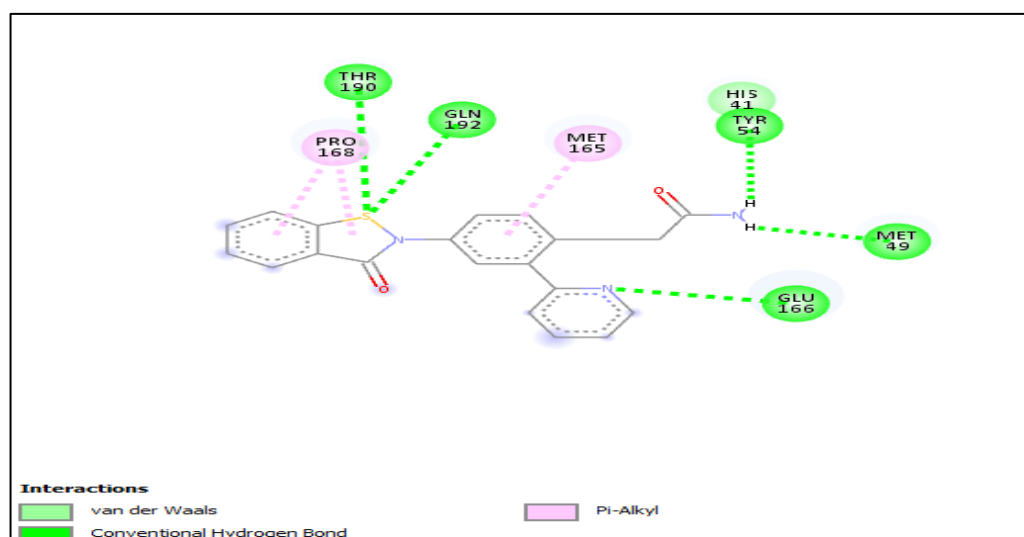 THR
190
GLN
192
PRO
168
MET
165
HIS
41
TYR
54
MET
49
GLU
166
S
N
O
O
N
H
H
N
Interactions
van der Waals
Pi-Alkyl
Conventional Hydrogen Bond